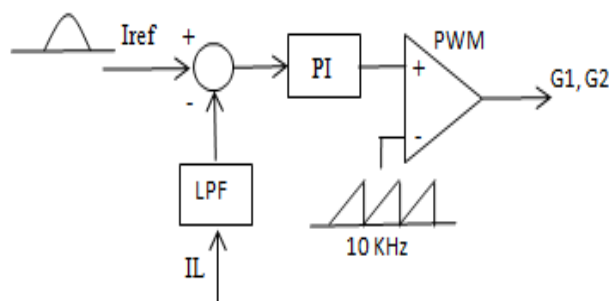 Iref
+
-
PI
PWM
+
-
G1, G2
LPF
10 KHz
IL